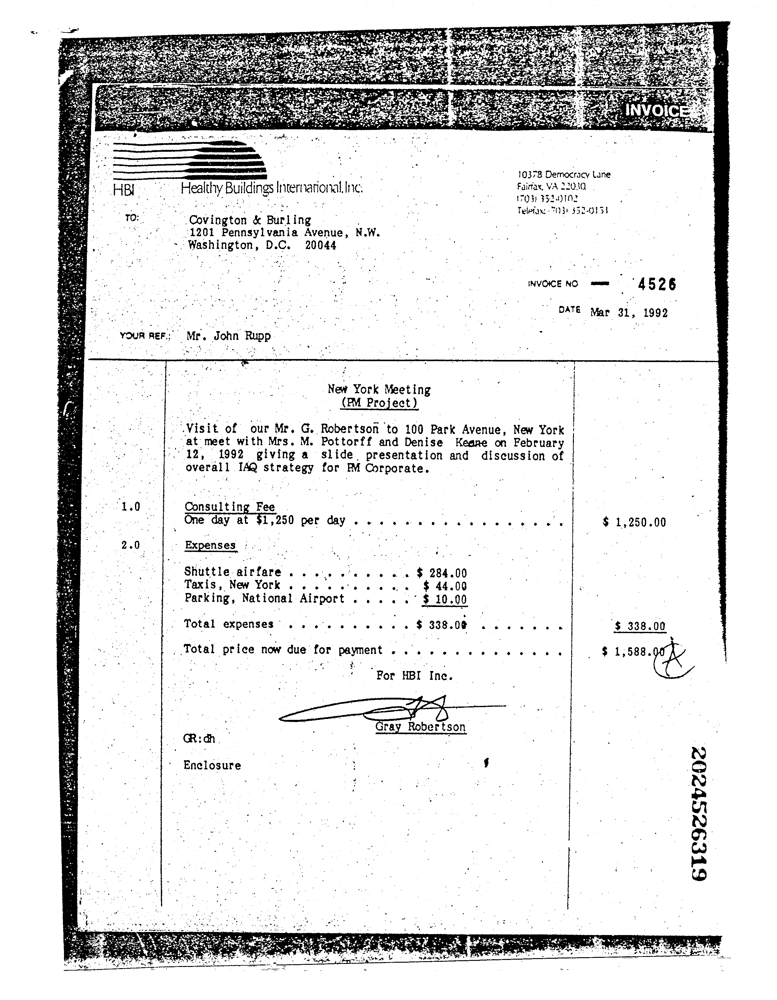 INVOICE
10378 Democracy Lane
Fairfax, VA 22030
(703) 352-0102
Telefax: (703) 352-0151
HBI Healthy Buildings International, Inc.
TO: Covington & Burling
1201 Pennsylvania Avenue, N.W.
Washington, D.C. 20044
INVOICE NO — 4526
DATE Mar 31, 1992
YOUR REF.: Mr. John Rupp
New York Meeting
(PM Project)
Visit of our Mr. G. Robertson to 100 Park Avenue, New York
at meet with Mrs. M. Pottorff and Denise Keane on February
12, 1992 giving a slide presentation and discussion of
overall IAQ strategy for PM Corporate.
1.0 Consulting Fee
One day at $1,250 per day . . . . . . . . . . . . . . . . . $ 1,250.00
2.0 Expenses
Shuttle airfare . . . . . . . . . . $ 284.00
Taxis, New York . . . . . . . . . . $ 44.00
Parking, National Airport . . . . . $ 10.00
Total expenses . . . . . . . . . . $ 338.00 . . . . . . . $ 338.00
Total price now due for payment . . . . . . . . . . . . . . $ 1,588.00
For HBI Inc.
Gray Robertson
GR:dh
Enclosure
2024526319